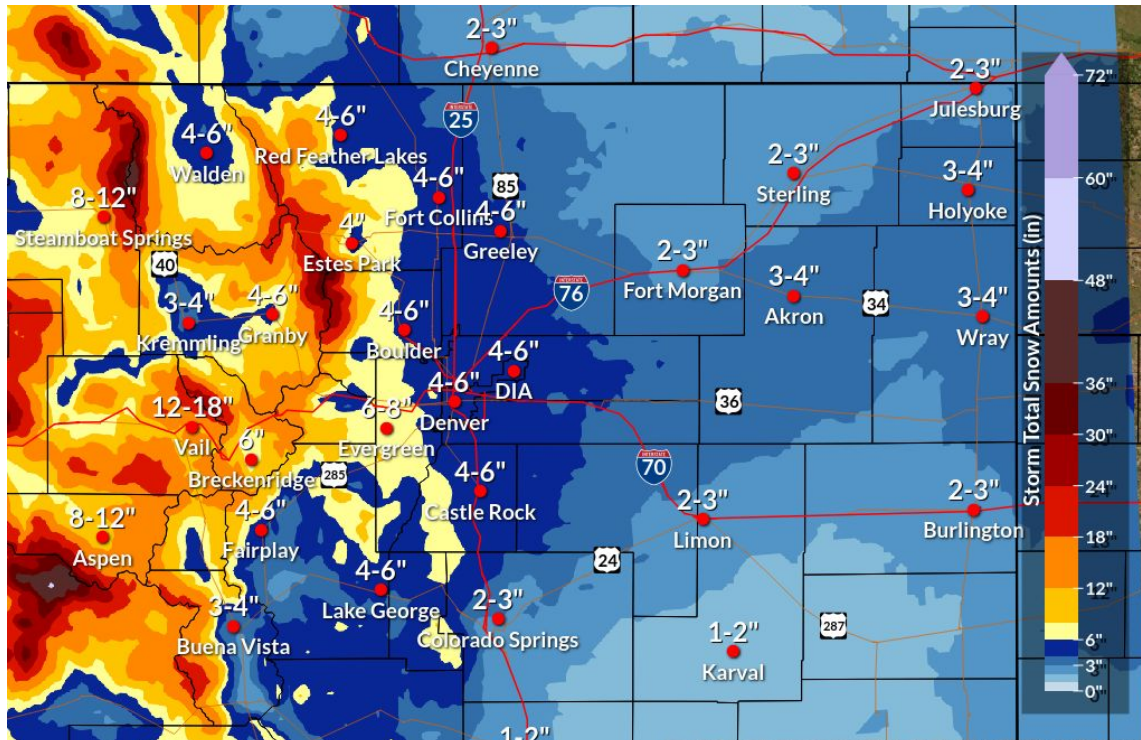 2-3"
Cheyenne
2-3"
Julesburg
25
4-6"
Walden
4-6"
Red Feather Lakes
4-6"
Fort Collins
85
4-6"
Greeley
2-3"
Sterling
3-4"
Holyoke
8-12"
Steamboat Springs
40
4"
Estes Park
2-3"
Fort Morgan
76
3-4"
Akron
34
3-4"
Wray
3-4"
Kremmling
4-6"
Granby
4-6"
Boulder
4-6"
DIA
4-6"
Denver
36
12-18"
Vail
6-8"
Evergreen
6"
Breckenridge
285
70
4-6"
Castle Rock
2-3"
Limon
2-3"
Burlington
8-12"
Aspen
4-6"
Fairplay
24
4-6"
Lake George
2-3"
Colorado Springs
3-4"
Buena Vista
1-2"
Karval
287
1-2"
Storm Total Snow Amounts (in)
72"
60"
48"
36"
30"
24"
18"
12"
6"
3"
0"